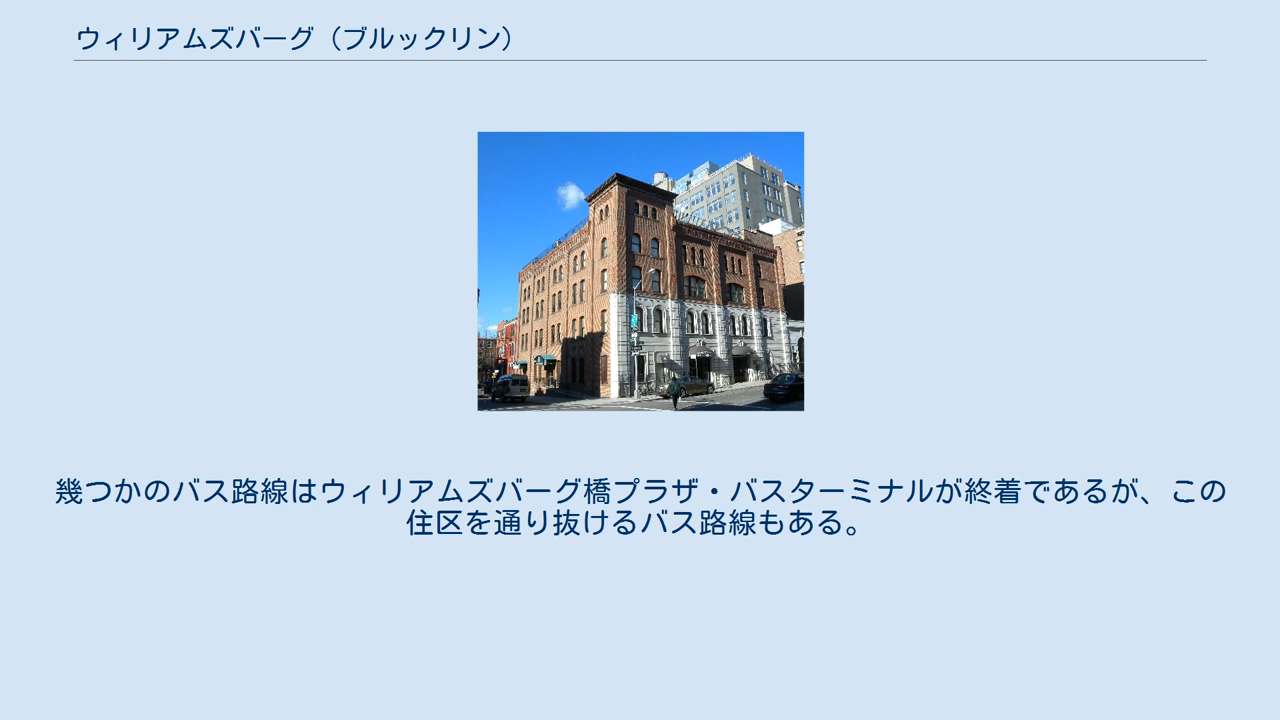 ウィリアムズバーグ（ブルックリン）
幾つかのバス路線はウィリアムズバーグ橋プラザ・バスターミナルが終着であるが、この
住区を通り抜けるバス路線もある。